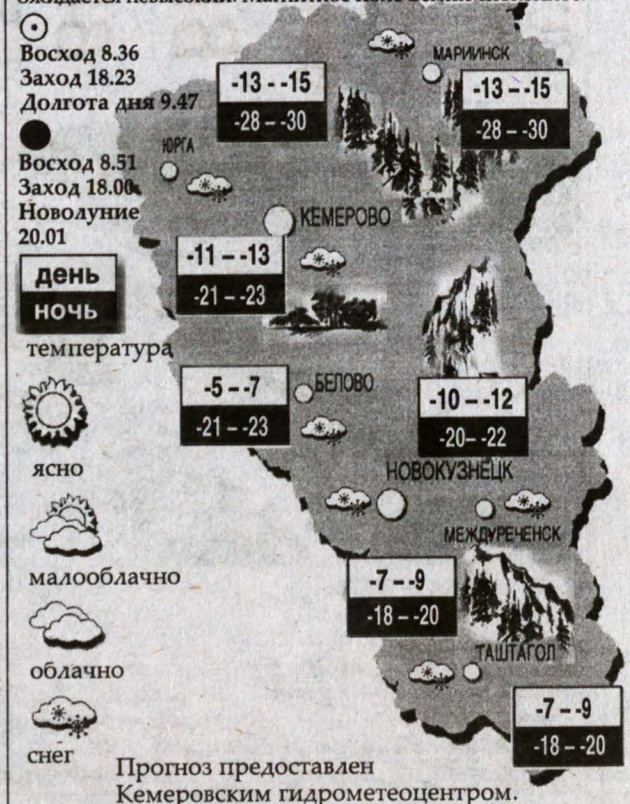 Восход 8.36
Заход 18.23
Долгота дня 9.47
Восход 8.51
Заход 18.00
Новолуние
20.01
день
ночь
температура
ясно
малооблачно
облачно
снег
МАРИИНСК
-13 - -15
-28 – -30
-13 – -15
-28 – -30
ЮРГА
КЕМЕРОВО
-11 – -13
-21 – -23
-5 – -7
-21 – -23
БЕЛОВО
-10 – -12
-20– -22
НОВОКУЗНЕЦК
МЕЖДУРЕЧЕНСК
-7 – -9
-18 – -20
ТАШТАГОЛ
-7 – -9
-18 – -20
Прогноз предоставлен
Кемеровским гидрометеоцентром.